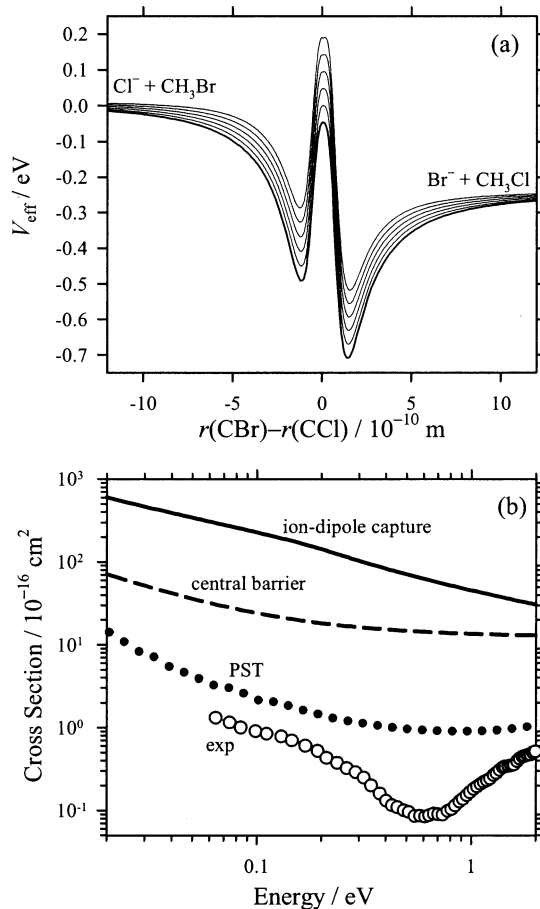 (a)
0.2
0.1
0.0
-0.1
-0.2
-0.3
-0.4
-0.5
-0.6
-0.7
V_eff / eV
Cl⁻ + CH₃Br
Br⁻ + CH₃Cl
-10 -5 0 5 10
r(CBr)–r(CCl) / 10⁻¹⁰ m
(b)
10³
10²
10¹
10⁰
10⁻¹
Cross Section / 10⁻¹⁶ cm²
ion-dipole capture
central barrier
PST
exp
0.1 1
Energy / eV